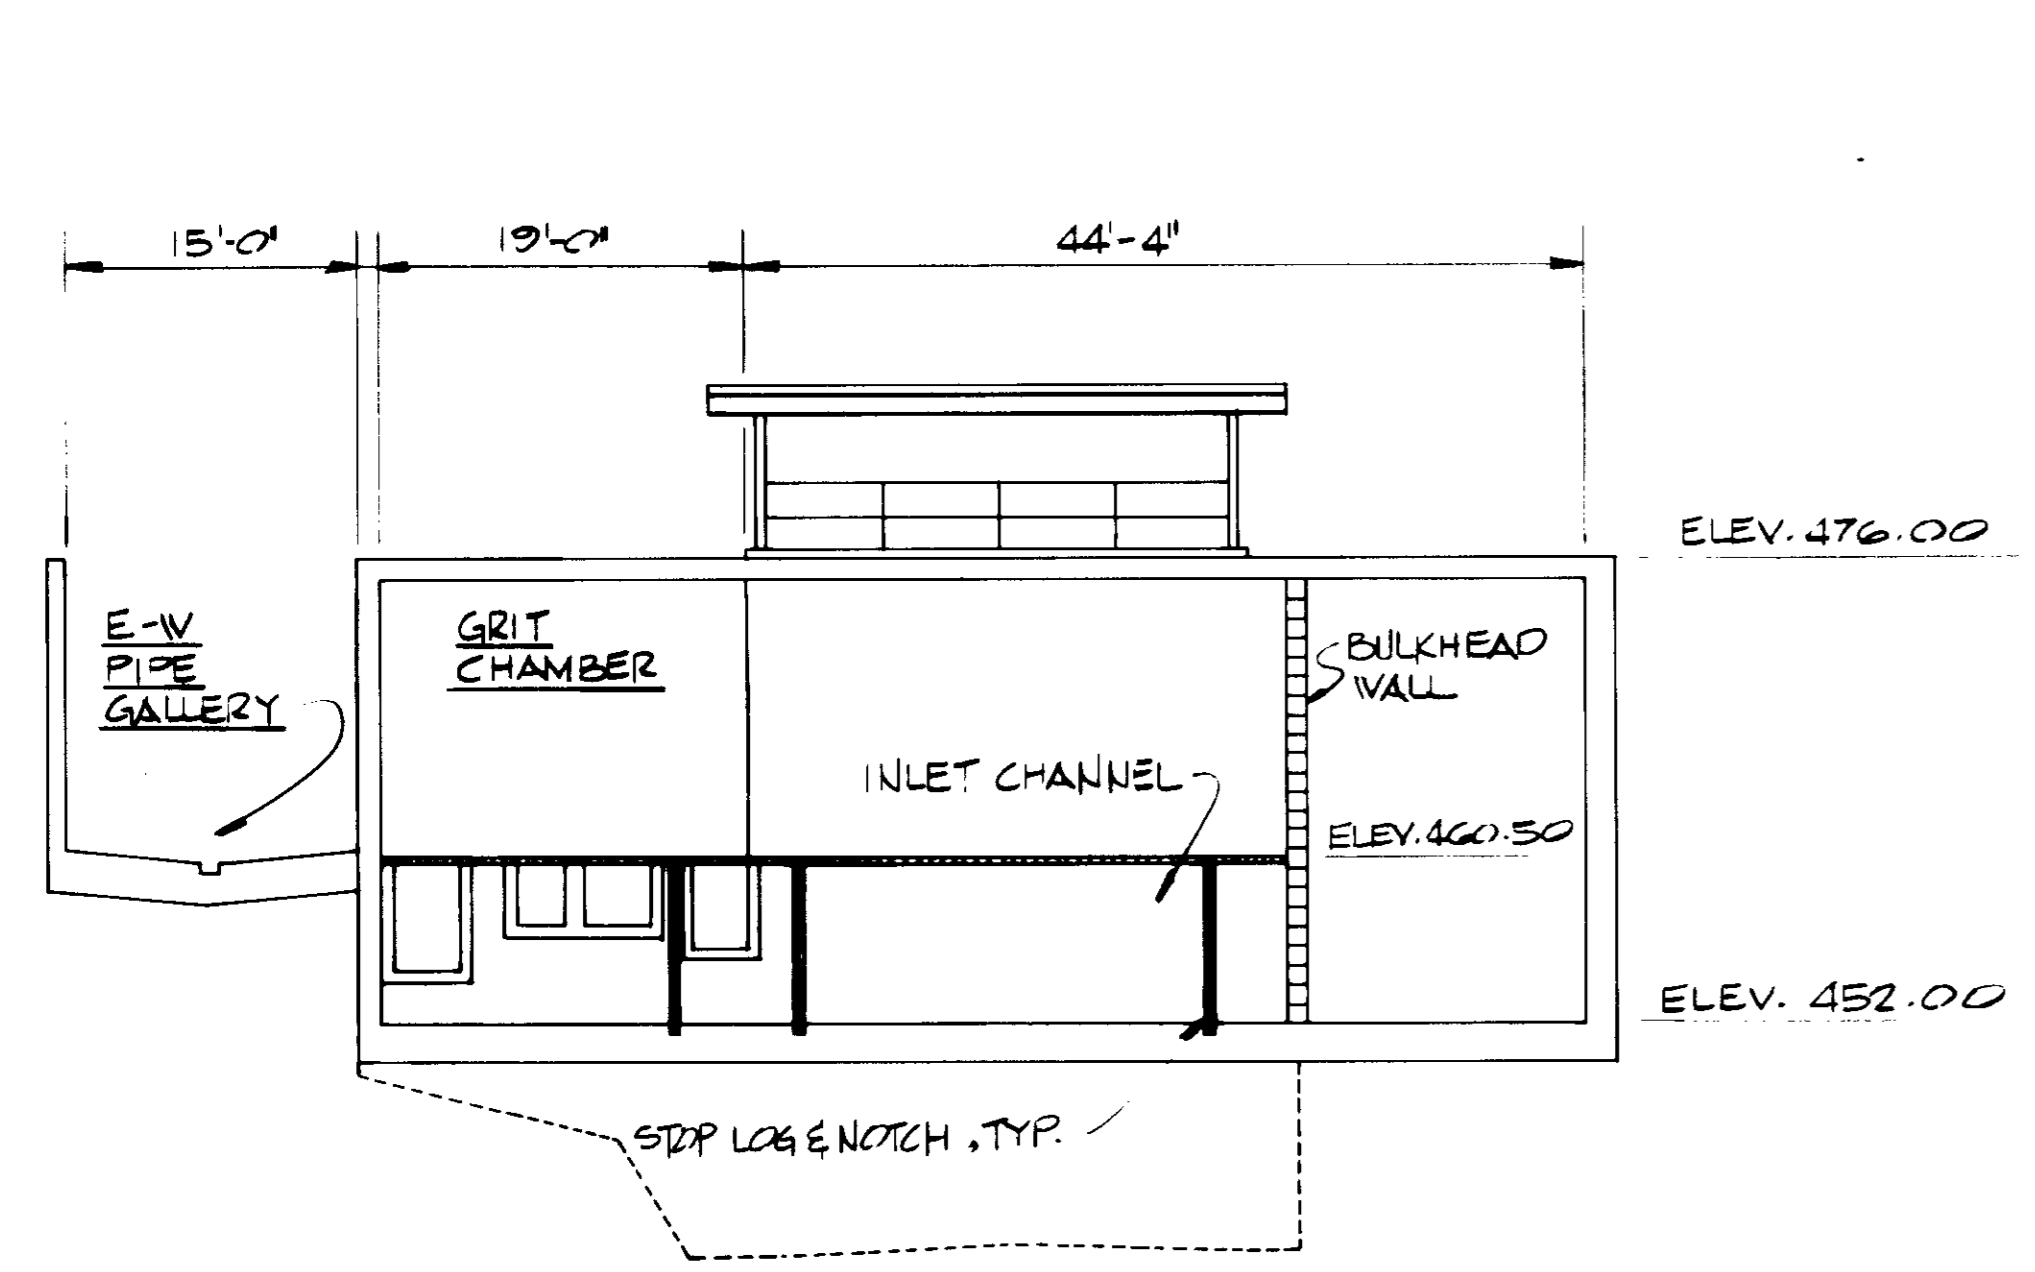 15'-0"
19'-0"
44'-4"
ELEV. 476.00
E-W
PIPE
GALLERY
GRIT
CHAMBER
BULKHEAD
WALL
INLET CHANNEL
ELEV. 460.50
ELEV. 452.00
STOP LOG & NOTCH, TYP.